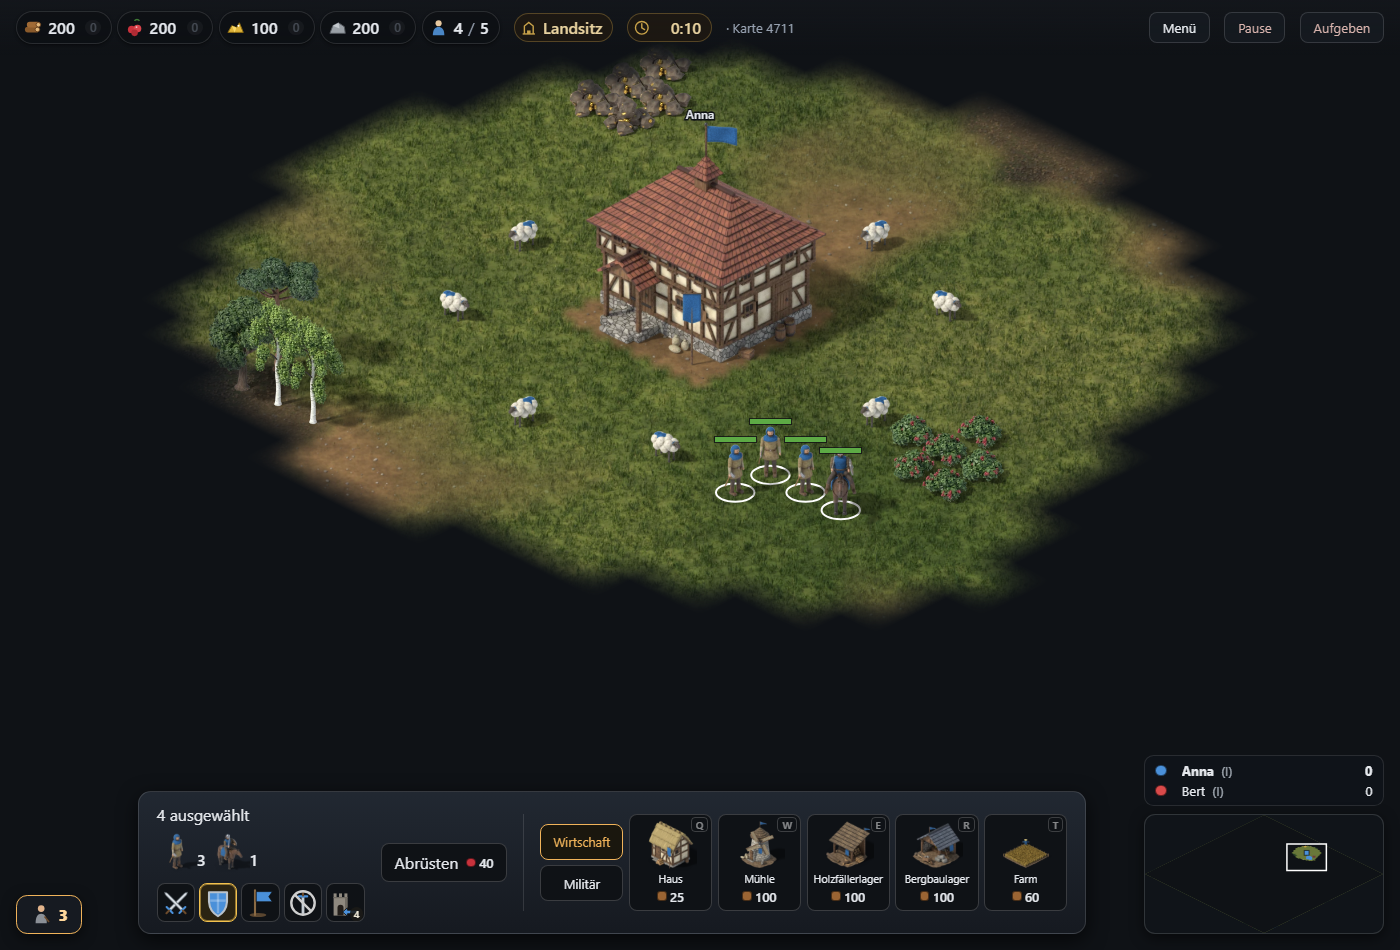 200 0 200 0 100 0 200 0 4 / 5 Landsitz 0:10 · Karte 4711 Menü Pause Aufgeben
Anna
Anna (I) 0
Bert (I) 0
4 ausgewählt
3 1
Abrüsten 40
4
Wirtschaft
Militär
Q
Haus
25
W
Mühle
100
E
Holzfällerlager
100
R
Bergbaulager
100
T
Farm
60
3